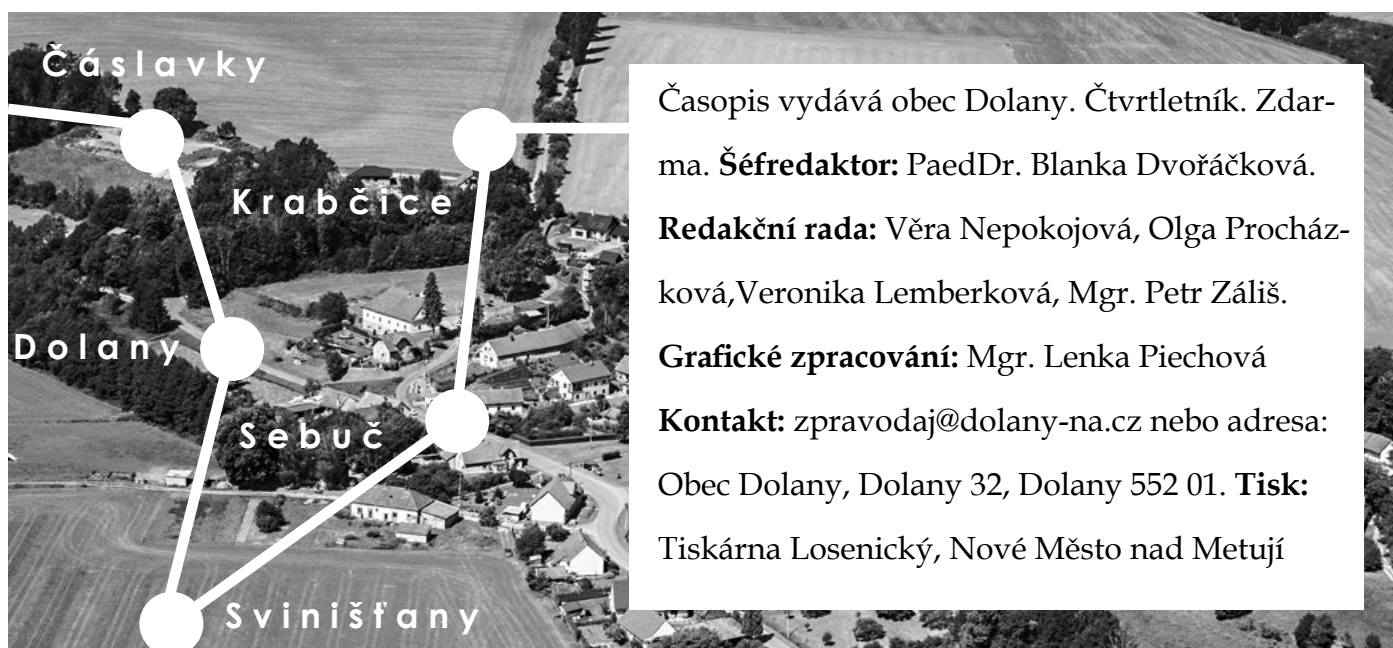 Čáslavky
Krabčice
Dolany
Sebuč
Svinišťany
Časopis vydává obec Dolany. Čtvrtletník. Zdar-
ma. Šéfredaktor: PaedDr. Blanka Dvořáčková.
Redakční rada: Věra Nepokojová, Olga Procház-
ková,Veronika Lemberková, Mgr. Petr Záliš.
Grafické zpracování: Mgr. Lenka Piechová
Kontakt: zpravodaj@dolany-na.cz nebo adresa:
Obec Dolany, Dolany 32, Dolany 552 01. Tisk:
Tiskárna Losenický, Nové Město nad Metují